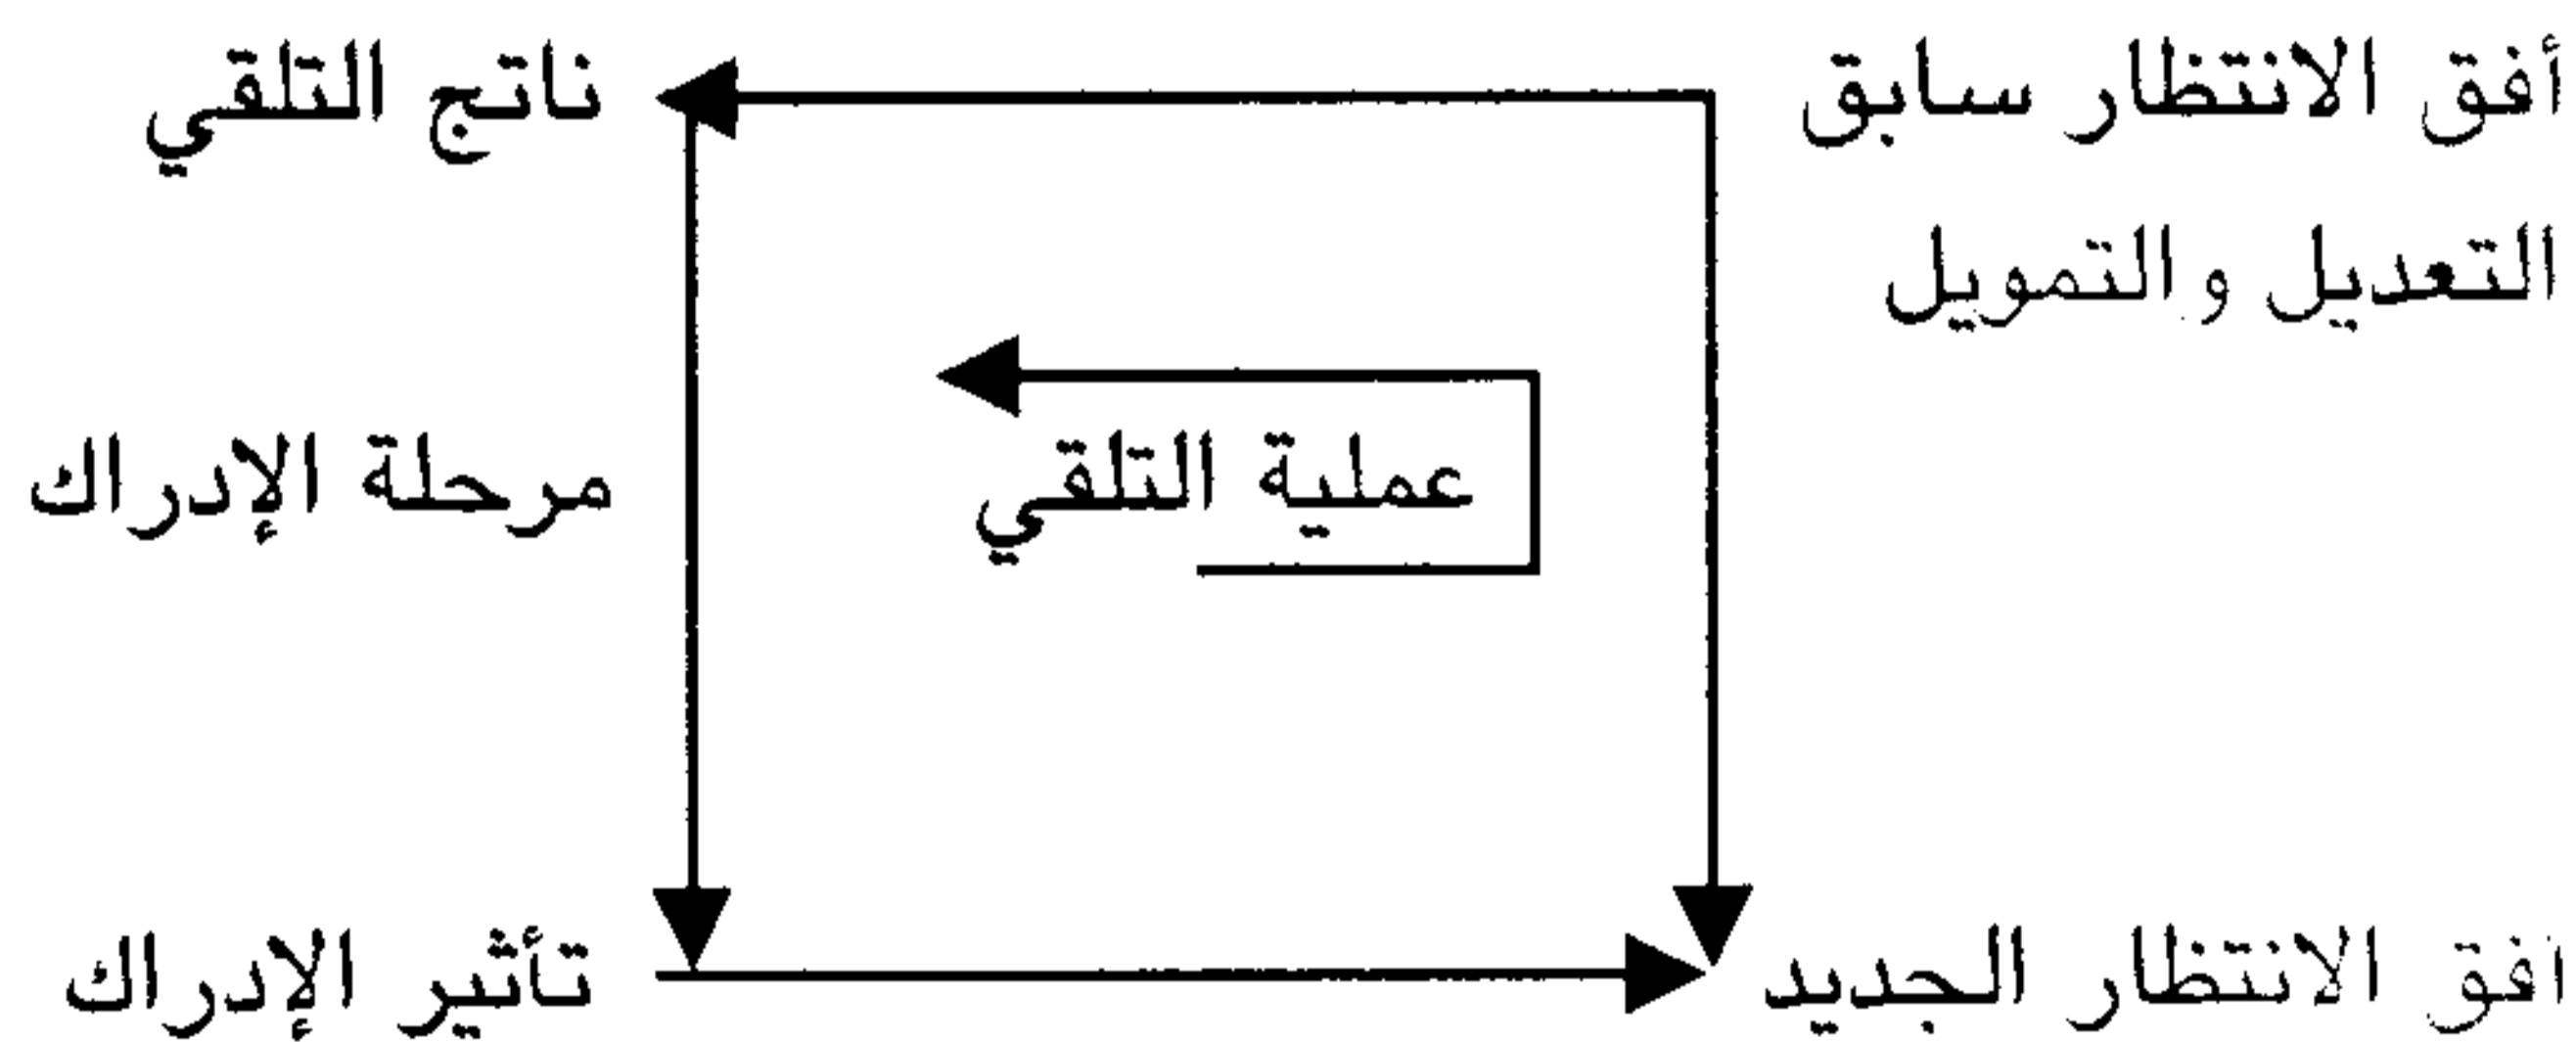 أفق الانتظار سابق
ناتج التلقي
التعديل والتمويل
عملية التلقي
مرحلة الإدراك
افق الانتظار الجديد
تأثير الإدراك